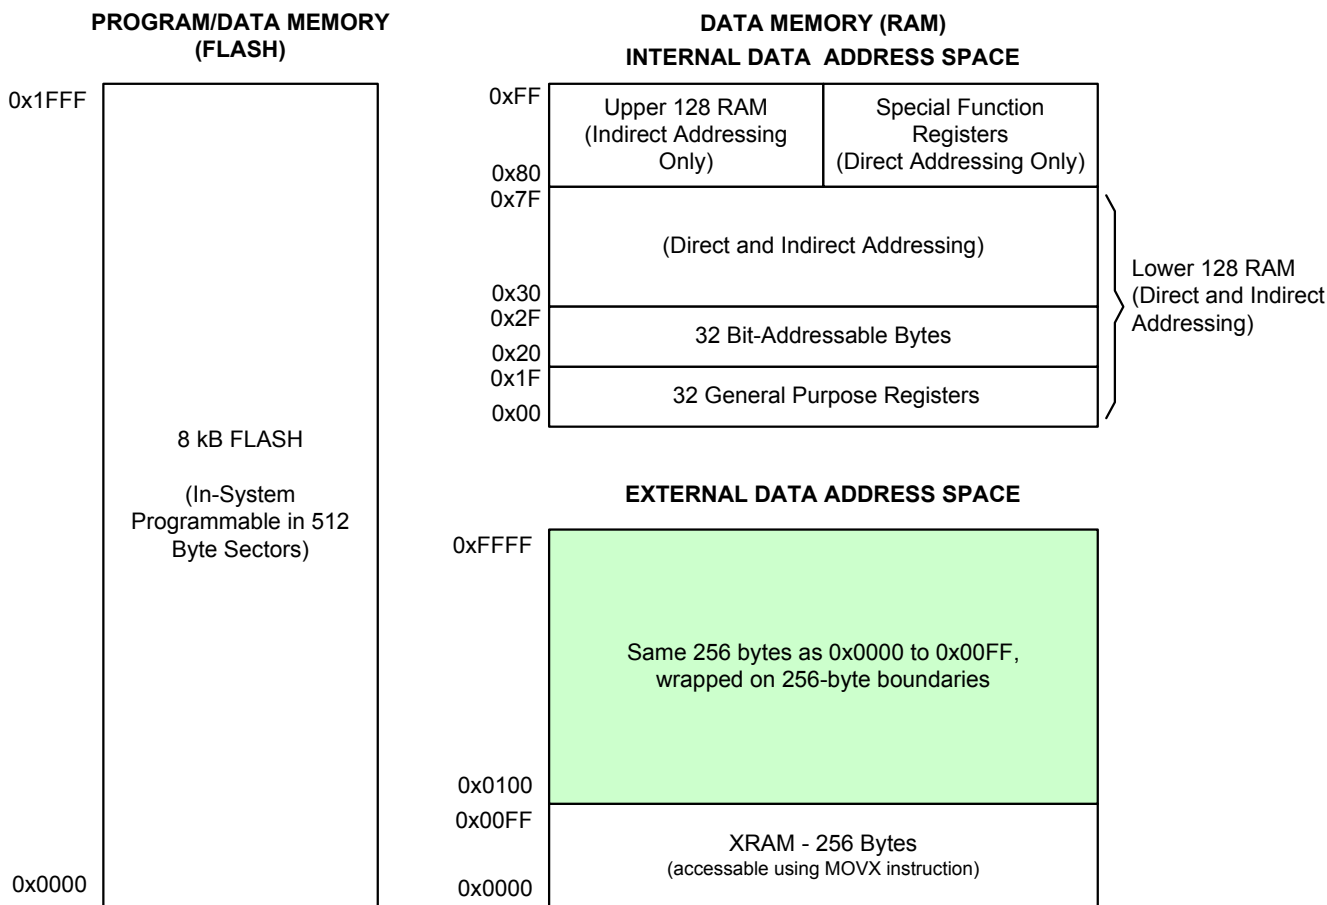 PROGRAM/DATA MEMORY
(FLASH)
0x1FFF
8 kB FLASH
(In-System
Programmable in 512
Byte Sectors)
0x0000
DATA MEMORY (RAM)
INTERNAL DATA ADDRESS SPACE
0xFF
Upper 128 RAM
(Indirect Addressing
Only)
Special Function
Registers
(Direct Addressing Only)
0x80
0x7F
(Direct and Indirect Addressing)
0x30
0x2F
32 Bit-Addressable Bytes
0x20
0x1F
32 General Purpose Registers
0x00
Lower 128 RAM
(Direct and Indirect
Addressing)
EXTERNAL DATA ADDRESS SPACE
0xFFFF
Same 256 bytes as 0x0000 to 0x00FF,
wrapped on 256-byte boundaries
0x0100
0x00FF
XRAM - 256 Bytes
(accessable using MOVX instruction)
0x0000